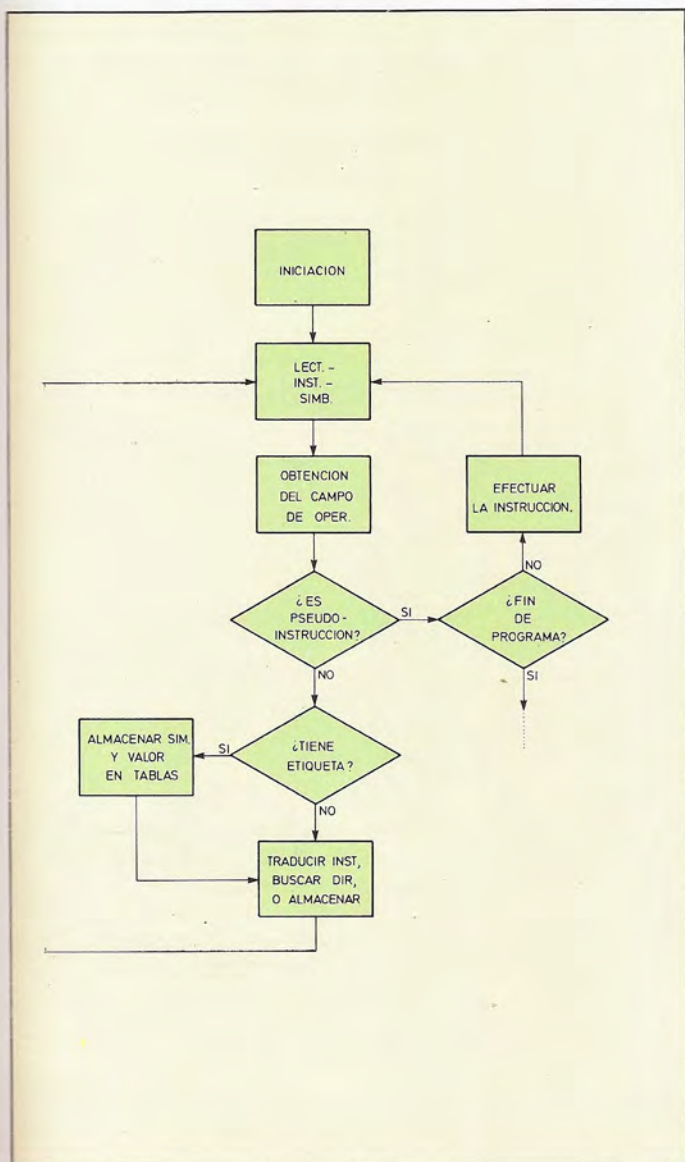 INICIACION
LECT.-
INST.-
SIMB.
OBTENCION
DEL CAMPO
DE OPER.
EFECTUAR
LA INSTRUCCION.
¿ES
PSEUDO-
INSTRUCCION?
SI
NO
¿FIN
DE
PROGRAMA?
NO
SI
¿TIENE
ETIQUETA?
SI
NO
ALMACENAR SIM.
Y VALOR
EN TABLAS
TRADUCIR INST,
BUSCAR DIR,
O ALMACENAR